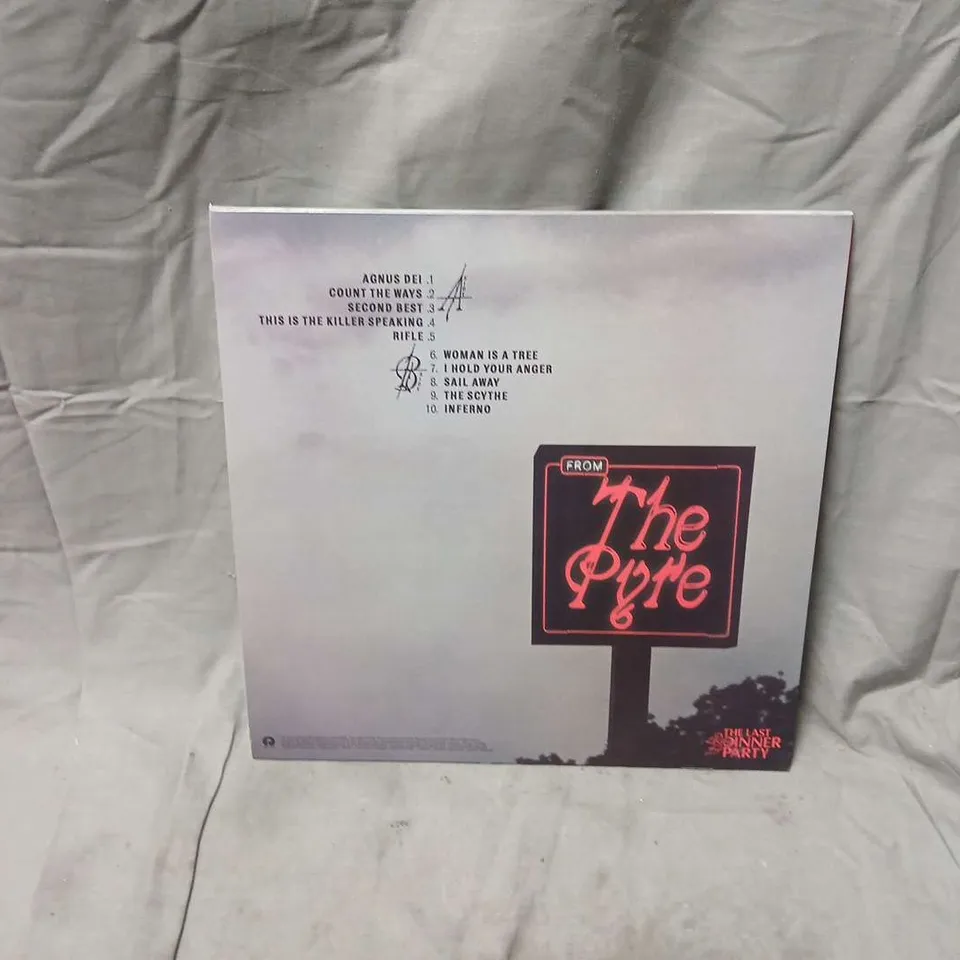 AGNUS DEI .1
COUNT THE WAYS .2
SECOND BEST .3
THIS IS THE KILLER SPEAKING .4
RIFLE .5
A
B
6. WOMAN IS A TREE
7. I HOLD YOUR ANGER
8. SAIL AWAY
9. THE SCYTHE
10. INFERNO
FROM
The
Pyre
THE LAST
DINNER
PARTY